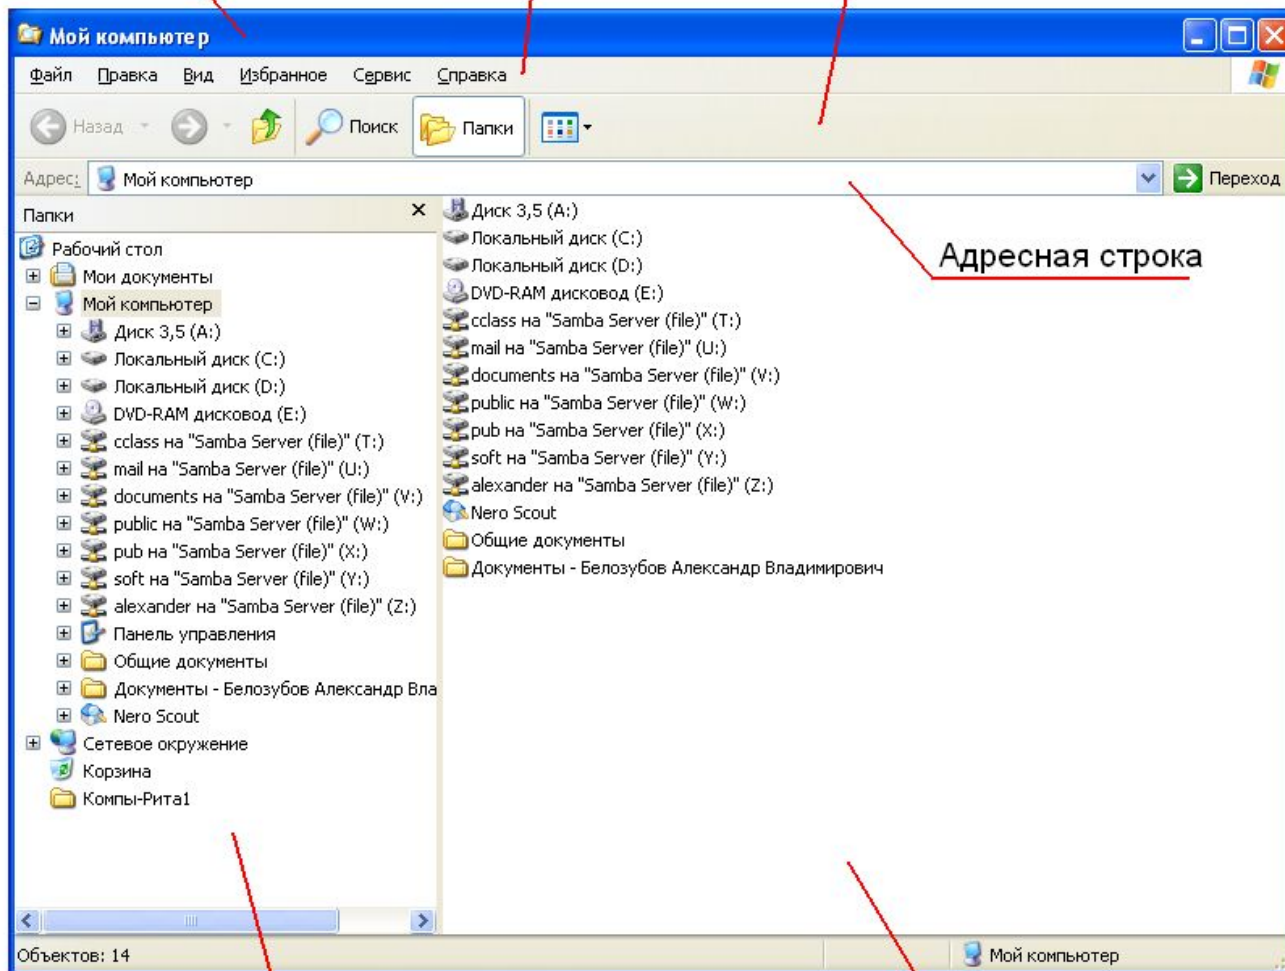 Мой компьютер
Файл Правка Вид Избранное Сервис Справка
Назад Поиск Папки
Адрес: Мой компьютер Переход
Папки
Рабочий стол
Мои документы
Мой компьютер
Диск 3,5 (A:)
Локальный диск (C:)
Локальный диск (D:)
DVD-RAM дисковод (E:)
cclass на "Samba Server (file)" (T:)
mail на "Samba Server (file)" (U:)
documents на "Samba Server (file)" (V:)
public на "Samba Server (file)" (W:)
pub на "Samba Server (file)" (X:)
soft на "Samba Server (file)" (Y:)
alexander на "Samba Server (file)" (Z:)
Панель управления
Общие документы
Документы - Белозубов Александр Вла
Nero Scout
Сетевое окружение
Корзина
Компы-Рита1
Диск 3,5 (A:)
Локальный диск (C:)
Локальный диск (D:)
DVD-RAM дисковод (E:)
cclass на "Samba Server (file)" (T:)
mail на "Samba Server (file)" (U:)
documents на "Samba Server (file)" (V:)
public на "Samba Server (file)" (W:)
pub на "Samba Server (file)" (X:)
soft на "Samba Server (file)" (Y:)
alexander на "Samba Server (file)" (Z:)
Nero Scout
Общие документы
Документы - Белозубов Александр Владимирович
Адресная строка
Объектов: 14 Мой компьютер